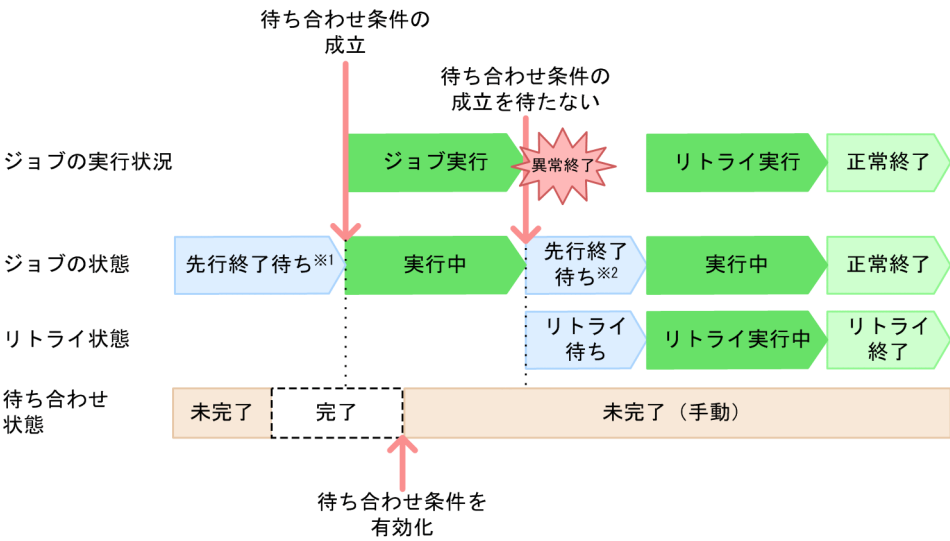 待ち合わせ条件の
成立
待ち合わせ条件の
成立を待たない
ジョブの実行状況
ジョブ実行
異常終了
リトライ実行
正常終了
ジョブの状態
先行終了待ち※1
実行中
先行終了
待ち※2
実行中
正常終了
リトライ状態
リトライ
待ち
リトライ実行中
リトライ
終了
待ち合わせ
状態
未完了
完了
未完了（手動）
待ち合わせ条件を
有効化